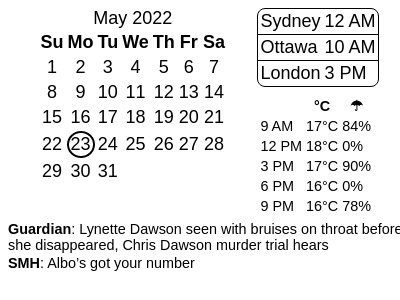 May 2022
Su Mo Tu We Th Fr Sa
1 2 3 4 5 6 7
8 9 10 11 12 13 14
15 16 17 18 19 20 21
22 23 24 25 26 27 28
29 30 31
Sydney 12 AM
Ottawa 10 AM
London 3 PM
°C ☂
9 AM 17°C 84%
12 PM 18°C 0%
3 PM 17°C 90%
6 PM 16°C 0%
9 PM 16°C 78%
Guardian: Lynette Dawson seen with bruises on throat before
she disappeared, Chris Dawson murder trial hears
SMH: Albo’s got your number